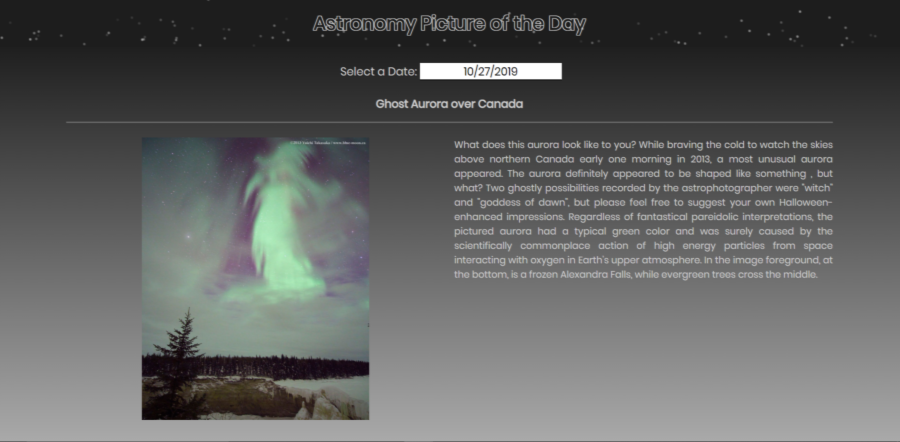 Astronomy Picture of the Day
Select a Date: 10/27/2019
Ghost Aurora over Canada
What does this aurora look like to you? While braving the cold to watch the skies
above northern Canada early one morning in 2013, a most unusual aurora
appeared. The aurora definitely appeared to be shaped like something , but
what? Two ghostly possibilities recorded by the astrophotographer were "witch"
and "goddess of dawn", but please feel free to suggest your own Halloween-
enhanced impressions. Regardless of fantastical pareidolic interpretations, the
pictured aurora had a typical green color and was surely caused by the
scientifically commonplace action of high energy particles from space
interacting with oxygen in Earth's upper atmosphere. In the image foreground, at
the bottom, is a frozen Alexandra Falls, while evergreen trees cross the middle.